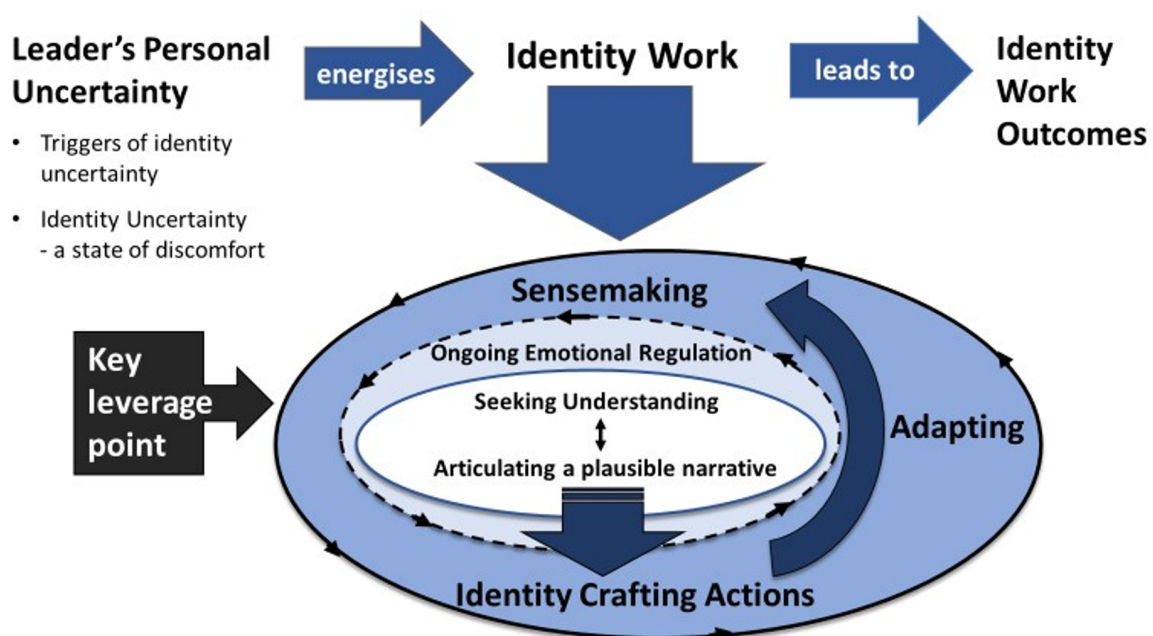 Leader's Personal
Uncertainty
• Triggers of identity
uncertainty
• Identity Uncertainty
- a state of discomfort
energises
Identity Work
leads to
Identity
Work
Outcomes
Key
leverage
point
Sensemaking
Ongoing Emotional Regulation
Seeking Understanding
Articulating a plausible narrative
Adapting
Identity Crafting Actions